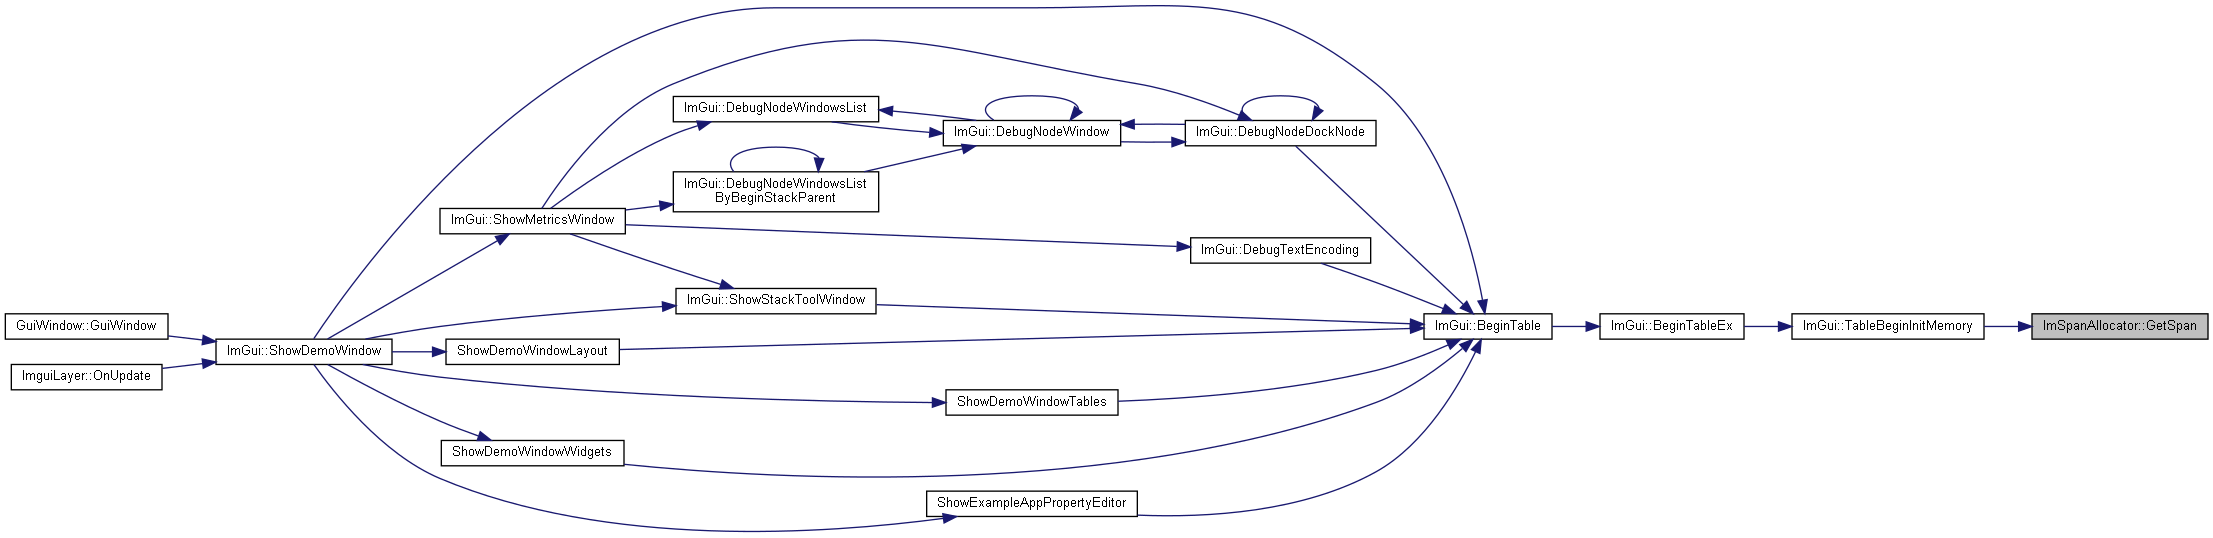 ImGui::DebugNodeWindowsList
ImGui::DebugNodeWindow
ImGui::DebugNodeDockNode
ImGui::DebugNodeWindowsList
ByBeginStackParent
ImGui::ShowMetricsWindow
ImGui::DebugTextEncoding
ImGui::ShowStackToolWindow
GuiWindow::GuiWindow
ImGui::BeginTable
ImGui::BeginTableEx
ImGui::TableBeginInitMemory
ImSpanAllocator::GetSpan
ImGui::ShowDemoWindow
ShowDemoWindowLayout
ImguiLayer::OnUpdate
ShowDemoWindowTables
ShowDemoWindowWidgets
ShowExampleAppPropertyEditor